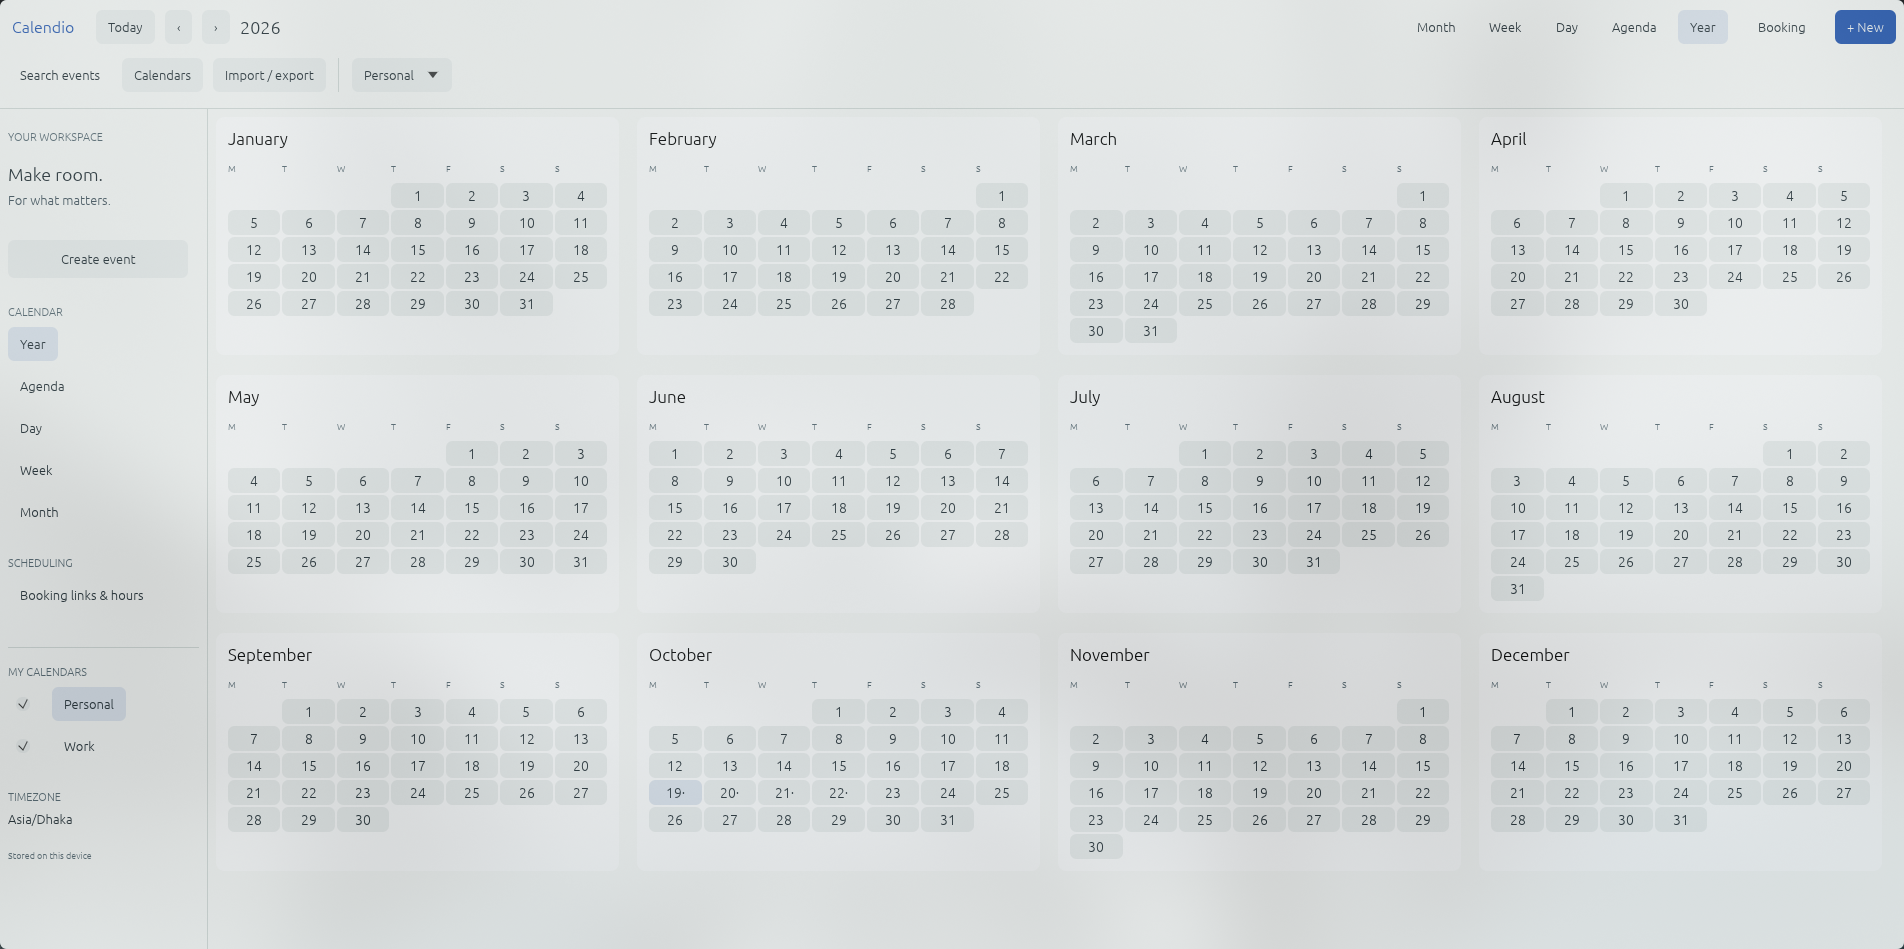 Calendio Today ‹ › 2026 Month Week Day Agenda Year Booking + New
Search events Calendars Import / export Personal
YOUR WORKSPACE
Make room.
For what matters.
Create event
CALENDAR
Year
Agenda
Day
Week
Month
SCHEDULING
Booking links & hours
MY CALENDARS
Personal
Work
TIMEZONE
Asia/Dhaka
Stored on this device
January
M T W T F S S
1 2 3 4
5 6 7 8 9 10 11
12 13 14 15 16 17 18
19 20 21 22 23 24 25
26 27 28 29 30 31
February
M T W T F S S
1
2 3 4 5 6 7 8
9 10 11 12 13 14 15
16 17 18 19 20 21 22
23 24 25 26 27 28
March
M T W T F S S
1
2 3 4 5 6 7 8
9 10 11 12 13 14 15
16 17 18 19 20 21 22
23 24 25 26 27 28 29
30 31
April
M T W T F S S
1 2 3 4 5
6 7 8 9 10 11 12
13 14 15 16 17 18 19
20 21 22 23 24 25 26
27 28 29 30
May
M T W T F S S
1 2 3
4 5 6 7 8 9 10
11 12 13 14 15 16 17
18 19 20 21 22 23 24
25 26 27 28 29 30 31
June
M T W T F S S
1 2 3 4 5 6 7
8 9 10 11 12 13 14
15 16 17 18 19 20 21
22 23 24 25 26 27 28
29 30
July
M T W T F S S
1 2 3 4 5
6 7 8 9 10 11 12
13 14 15 16 17 18 19
20 21 22 23 24 25 26
27 28 29 30 31
August
M T W T F S S
1 2
3 4 5 6 7 8 9
10 11 12 13 14 15 16
17 18 19 20 21 22 23
24 25 26 27 28 29 30
31
September
M T W T F S S
1 2 3 4 5 6
7 8 9 10 11 12 13
14 15 16 17 18 19 20
21 22 23 24 25 26 27
28 29 30
October
M T W T F S S
1 2 3 4
5 6 7 8 9 10 11
12 13 14 15 16 17 18
19· 20· 21· 22· 23 24 25
26 27 28 29 30 31
November
M T W T F S S
1
2 3 4 5 6 7 8
9 10 11 12 13 14 15
16 17 18 19 20 21 22
23 24 25 26 27 28 29
30
December
M T W T F S S
1 2 3 4 5 6
7 8 9 10 11 12 13
14 15 16 17 18 19 20
21 22 23 24 25 26 27
28 29 30 31